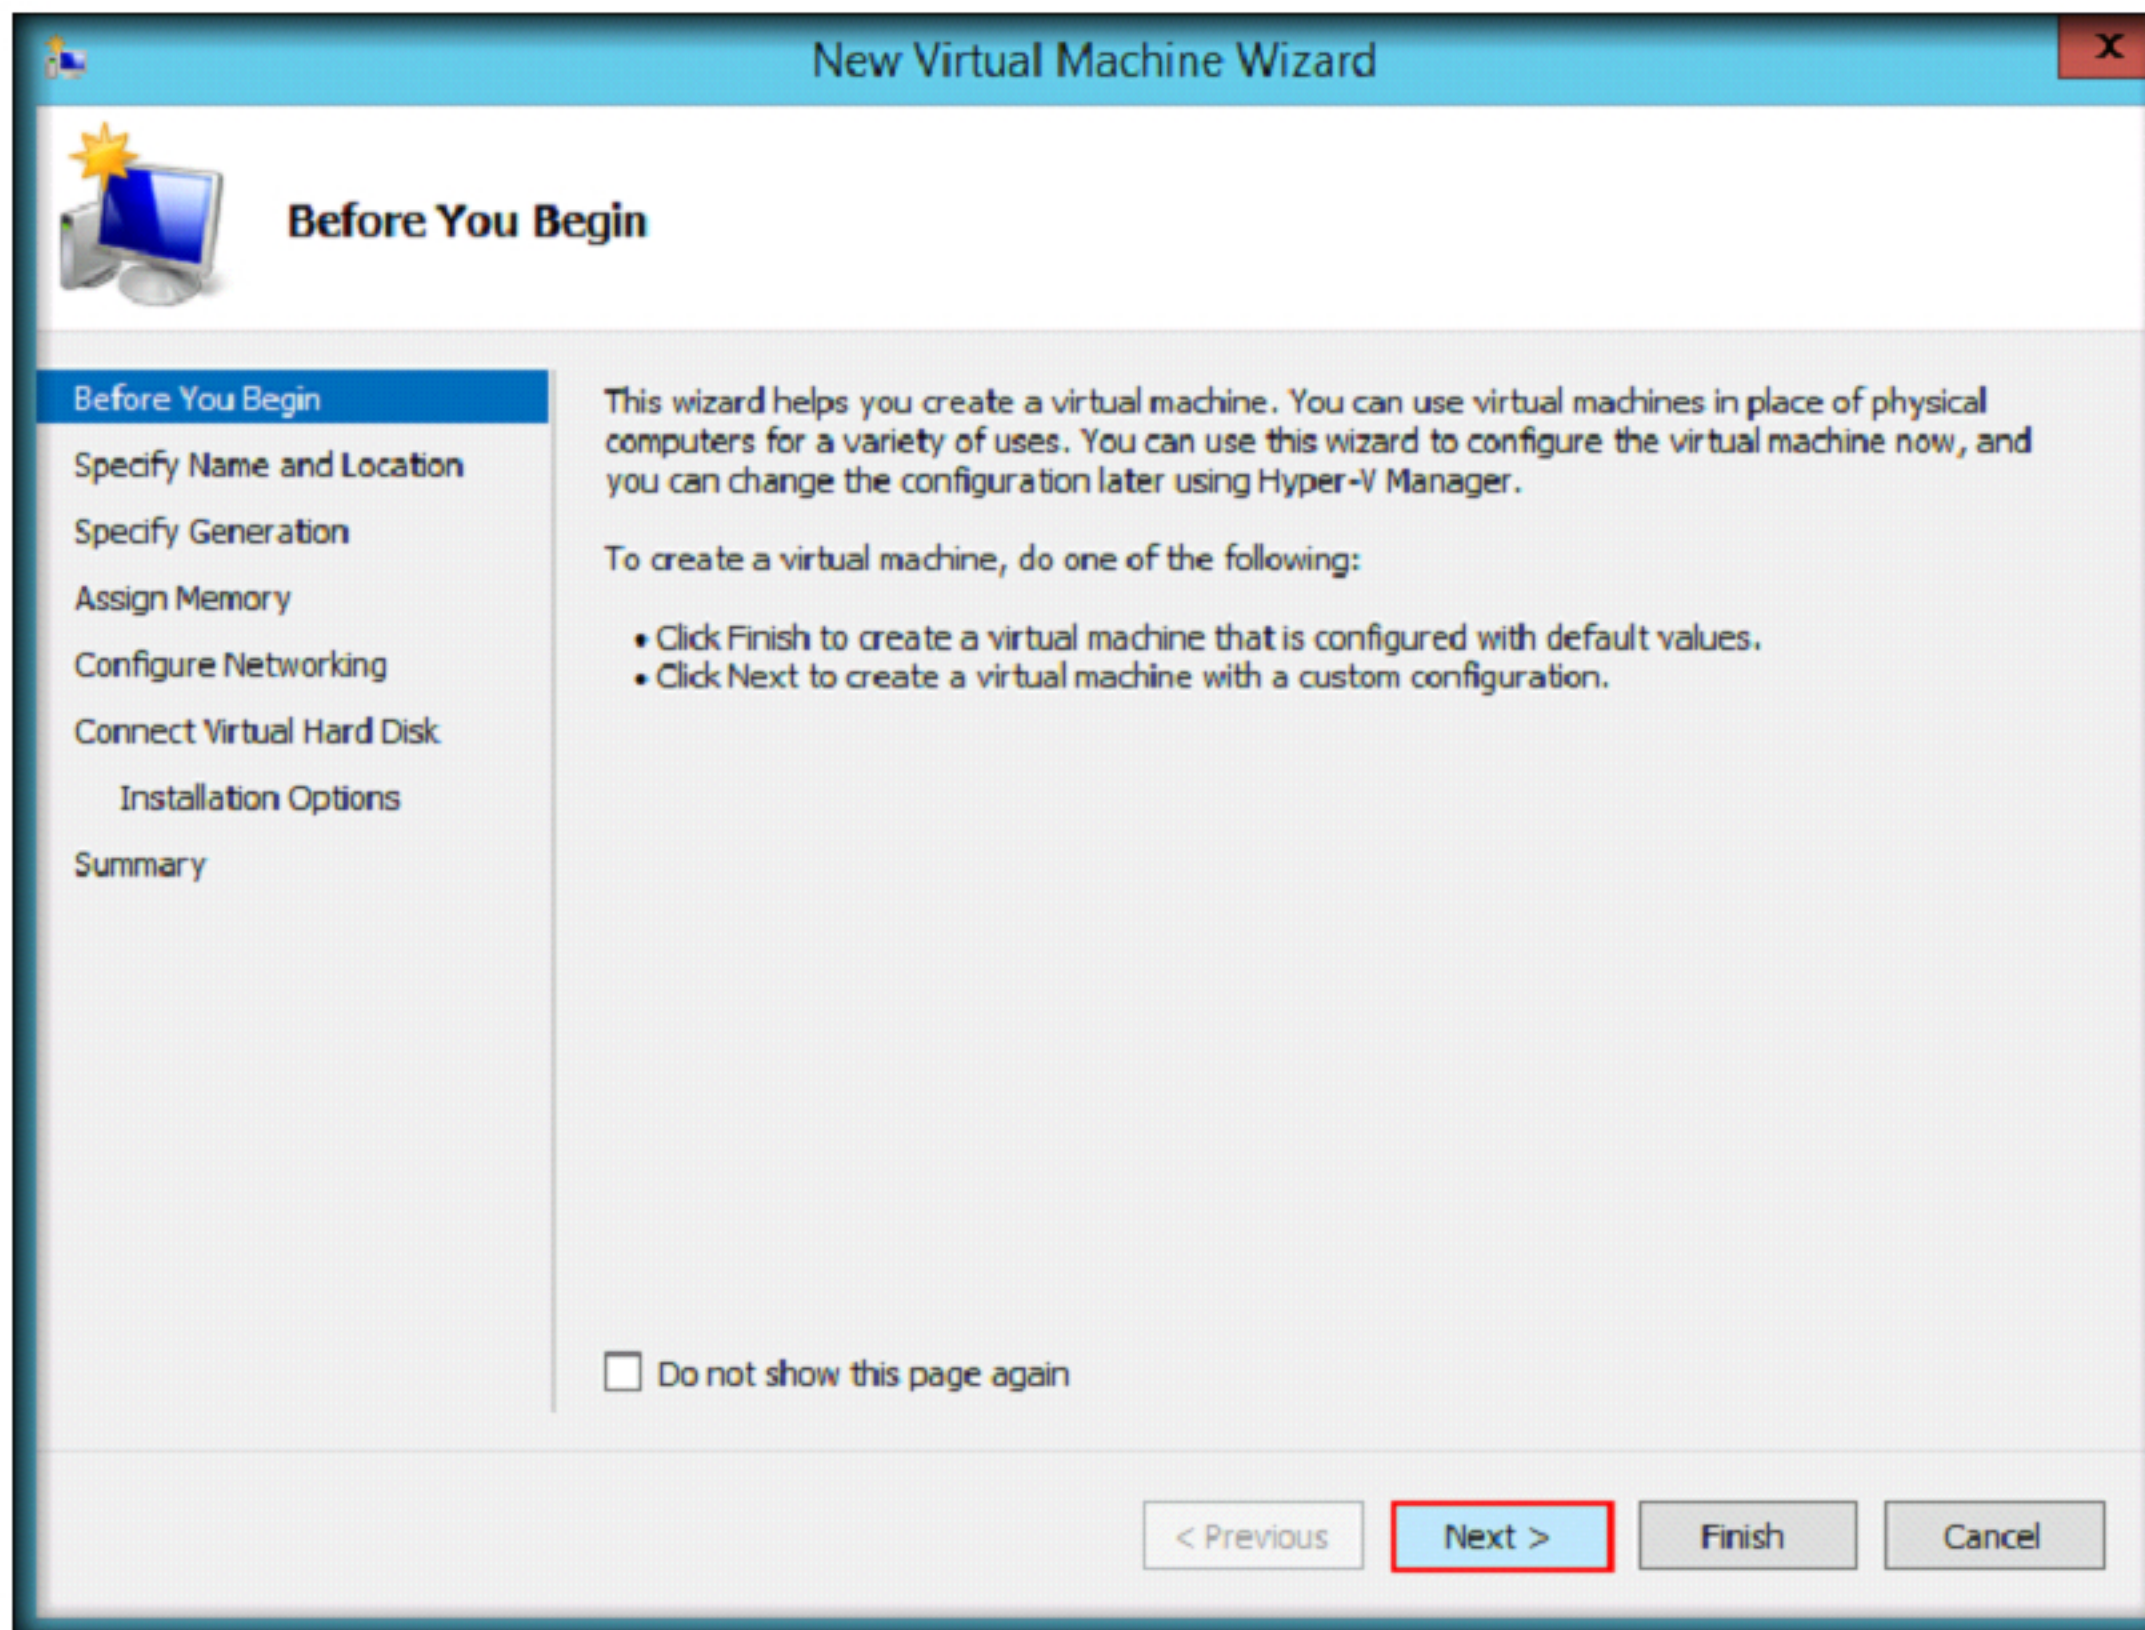 New Virtual Machine Wizard
x
Before You Begin
Before You Begin
Specify Name and Location
Specify Generation
Assign Memory
Configure Networking
Connect Virtual Hard Disk
Installation Options
Summary
This wizard helps you create a virtual machine. You can use virtual machines in place of physical
computers for a variety of uses. You can use this wizard to configure the virtual machine now, and
you can change the configuration later using Hyper-V Manager.
To create a virtual machine, do one of the following:
• Click Finish to create a virtual machine that is configured with default values.
• Click Next to create a virtual machine with a custom configuration.
Do not show this page again
< Previous
Next >
Finish
Cancel